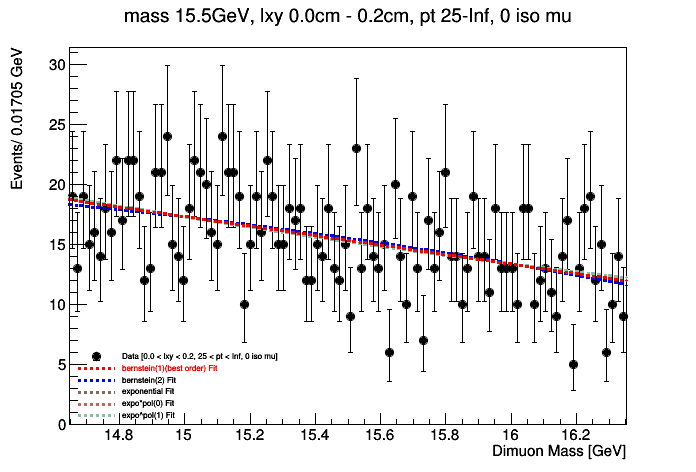 mass 15.5GeV, lxy 0.0cm - 0.2cm, pt 25-Inf, 0 iso mu
Events/ 0.01705 GeV
30
25
20
15
10
5
0
Data [0.0 < lxy < 0.2, 25 < pt < Inf, 0 iso mu]
bernstein(1)(best order) Fit
bernstein(2) Fit
exponential Fit
expo*pol(0) Fit
expo*pol(1) Fit
14.8 15 15.2 15.4 15.6 15.8 16 16.2
Dimuon Mass [GeV]